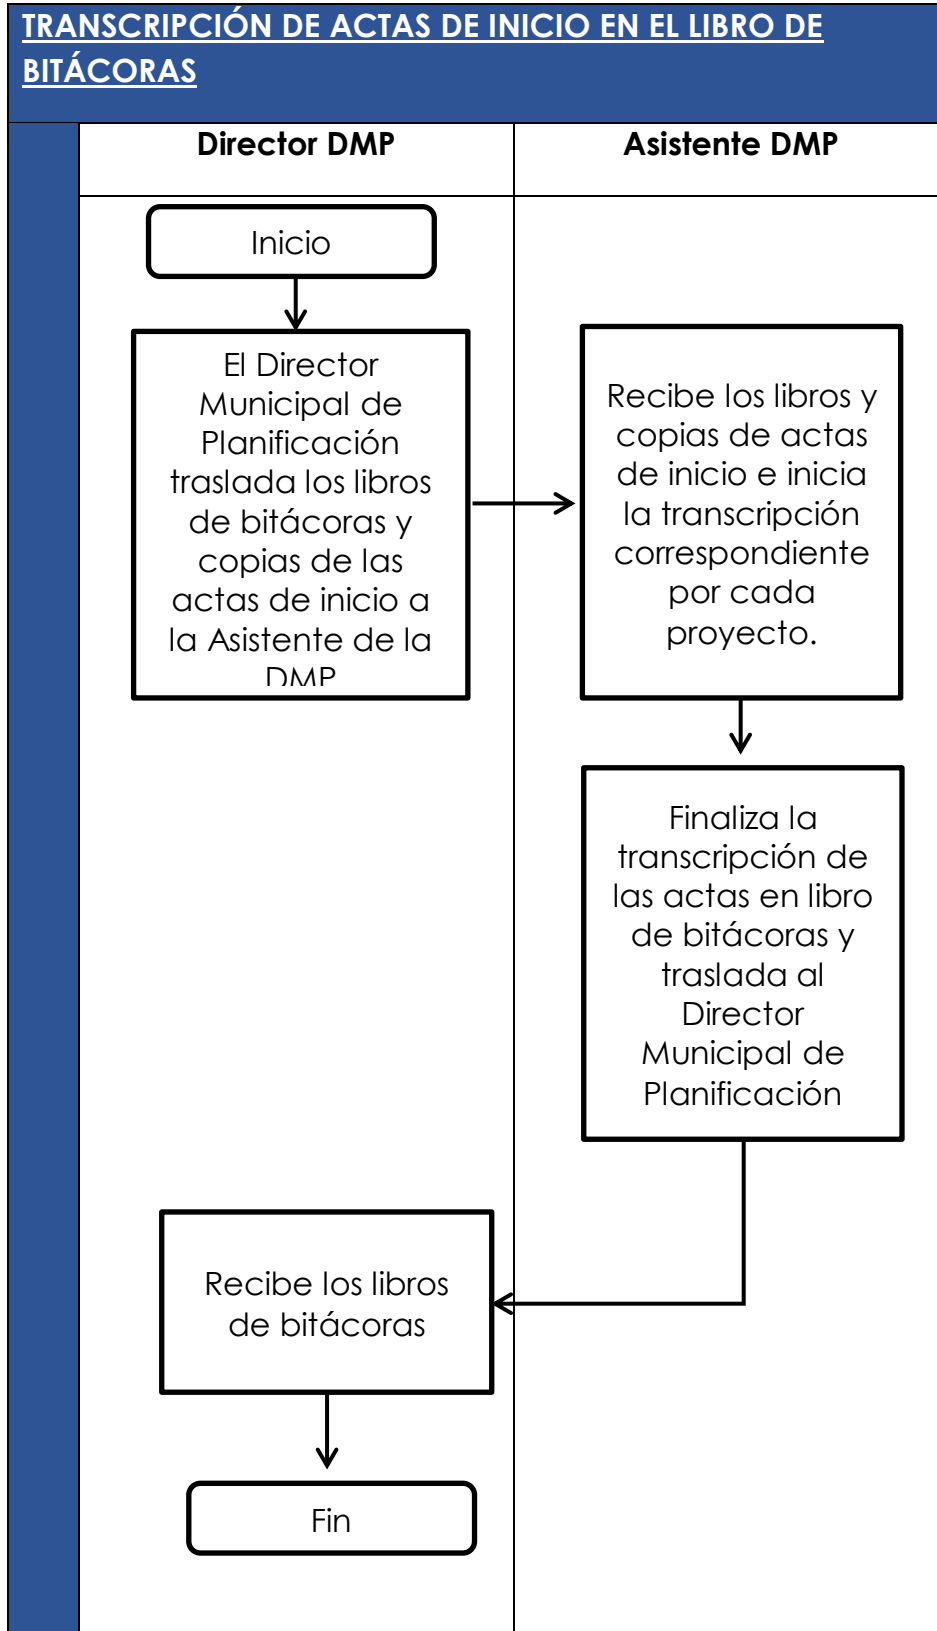 TRANSCRIPCIÓN DE ACTAS DE INICIO EN EL LIBRO DE
BITÁCORAS
Director DMP
Asistente DMP
Inicio
El Director
Municipal de
Planificación
traslada los libros
de bitácoras y
copias de las
actas de inicio a
la Asistente de la
DMP
Recibe los libros y
copias de actas
de inicio e inicia
la transcripción
correspondiente
por cada
proyecto.
Finaliza la
transcripción de
las actas en libro
de bitácoras y
traslada al
Director
Municipal de
Planificación
Recibe los libros
de bitácoras
Fin